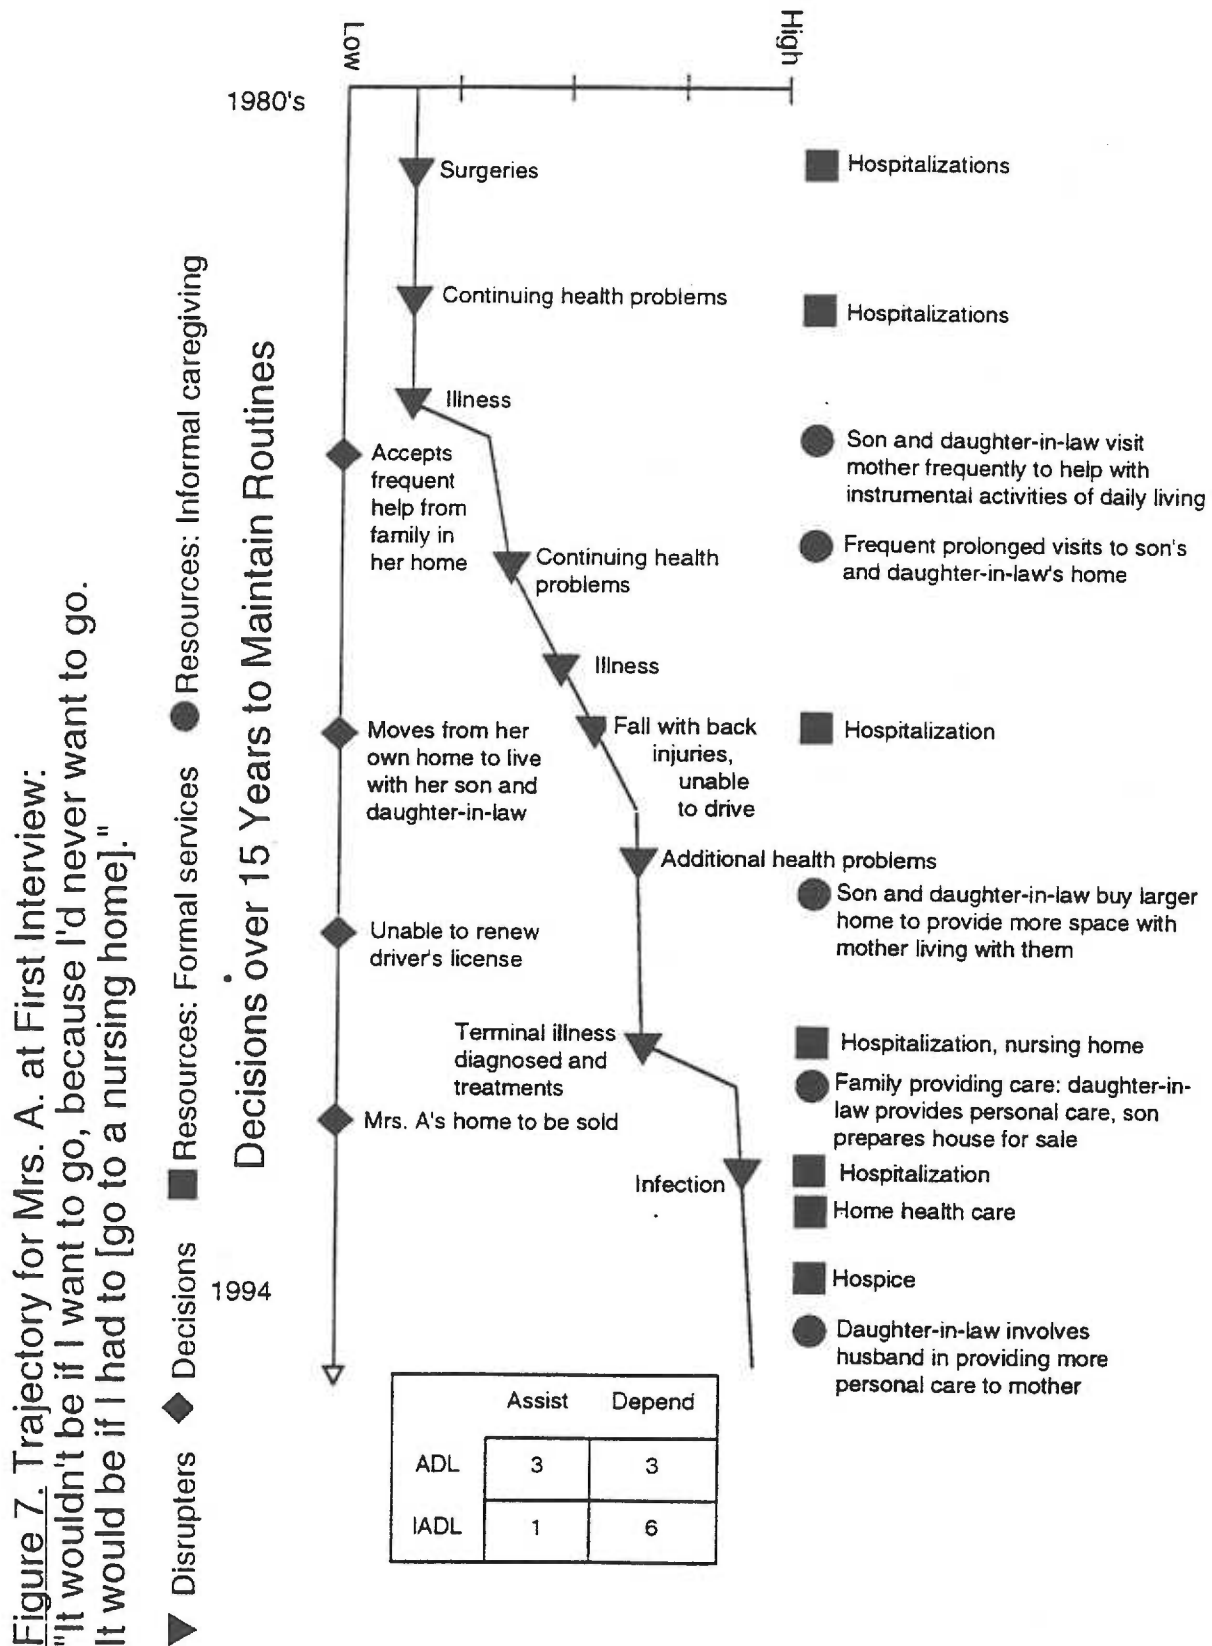 Figure 7. Trajectory for Mrs. A. at First Interview:
"It wouldn't be if I want to go, because I'd never want to go.
It would be if I had to [go to a nursing home]."
Disrupters
Decisions
Resources: Formal services
Resources: Informal caregiving
Decisions over 15 Years to Maintain Routines
Low
High
1980's
Surgeries
Hospitalizations
Continuing health problems
Hospitalizations
Illness
Accepts
frequent
help from
family in
her home
Son and daughter-in-law visit
mother frequently to help with
instrumental activities of daily living
Continuing health
problems
Frequent prolonged visits to son's
and daughter-in-law's home
Illness
Moves from her
own home to live
with her son and
daughter-in-law
Fall with back
injuries,
unable
to drive
Hospitalization
Additional health problems
Son and daughter-in-law buy larger
home to provide more space with
mother living with them
Unable to renew
driver's license
Terminal illness
diagnosed and
treatments
Hospitalization, nursing home
Family providing care: daughter-in-
law provides personal care, son
prepares house for sale
Mrs. A's home to be sold
Infection
Hospitalization
Home health care
1994
Hospice
Daughter-in-law involves
husband in providing more
personal care to mother
Assist Depend
ADL 3 3
IADL 1 6